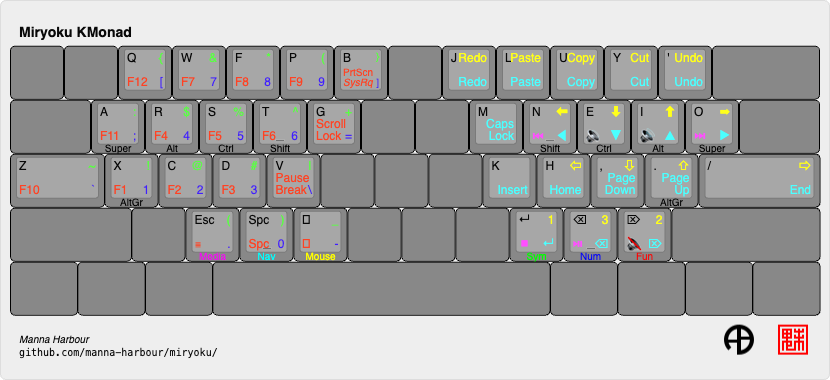 Miryoku KMonad
Q { W & F * P ( B } J Redo L Paste U Copy Y Cut ' Undo
F12 [ F7 7 F8 8 F9 9 PrtScn SysRq ] Redo Paste Copy Cut Undo
A : R $ S % T ^ G + M N E I O
F11 ; F4 4 F5 5 F6 6 Scroll Lock = Caps Lock
Super Alt Ctrl Shift Shift Ctrl Alt Super
Z ~ X ! C @ D # V | K H , . /
F10 ` F1 1 F2 2 F3 3 Pause Break \ Insert Home Page Down Page Up End
AltGr AltGr
Esc ( Spc ) _ 1 3 2
. Spc 0 -
Media Nav Mouse Sym Num Fun
Manna Harbour
github.com/manna-harbour/miryoku/